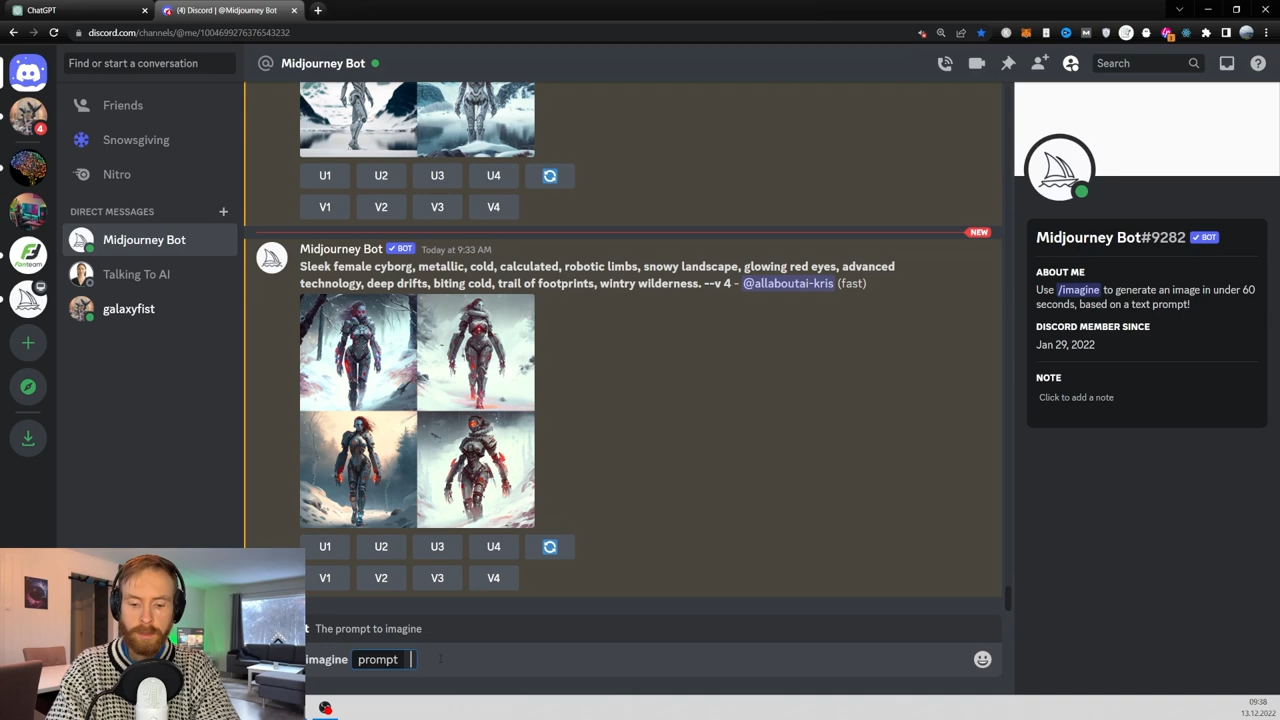 ChatGPT
(4) Discord | @Midjourney Bot
discord.com/channels/@me/1004699276376543232
Find or start a conversation
Midjourney Bot
Search
Friends
Snowsgiving
Nitro
DIRECT MESSAGES
Midjourney Bot
Talking To AI
galaxyfist
4
Fanteam
U1 U2 U3 U4
V1 V2 V3 V4
NEW
Midjourney Bot BOT Today at 9:33 AM
Sleek female cyborg, metallic, cold, calculated, robotic limbs, snowy landscape, glowing red eyes, advanced
technology, deep drifts, biting cold, trail of footprints, wintry wilderness. --v 4 - @allaboutai-kris (fast)
U1 U2 U3 U4
V1 V2 V3 V4
The prompt to imagine
imagine prompt
Midjourney Bot#9282 BOT
ABOUT ME
Use /imagine to generate an image in under 60
seconds, based on a text prompt!
DISCORD MEMBER SINCE
Jan 29, 2022
NOTE
Click to add a note
09:38
13.12.2022